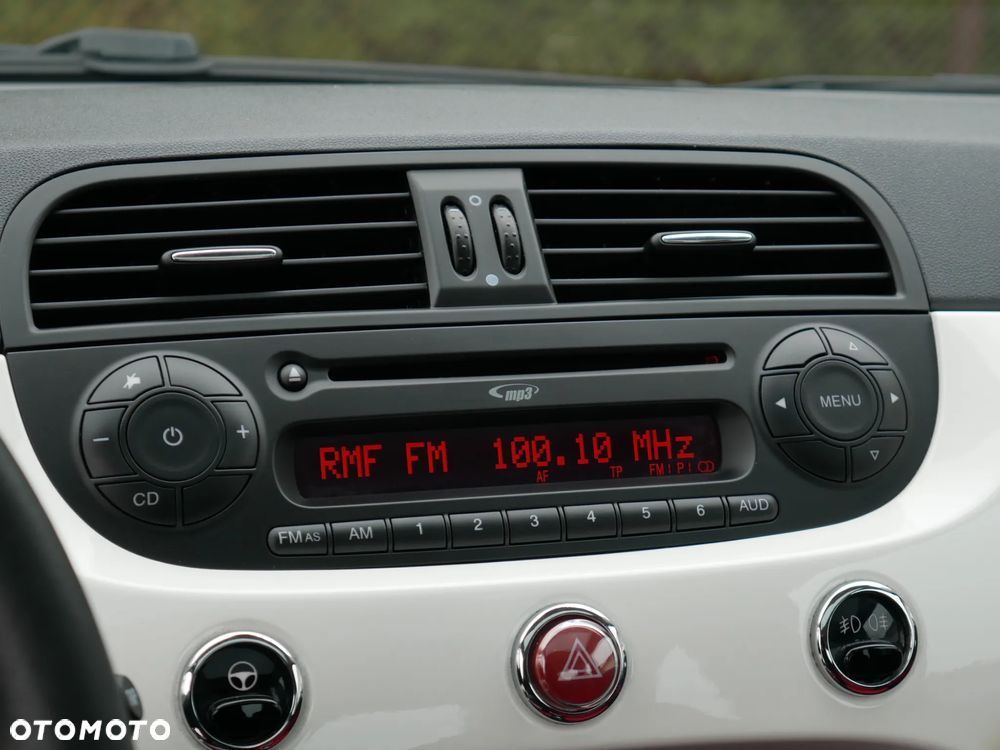 mp3
MENU
RMF FM 100.10 MHz
AF TP FM I P I CD
CD
FM AS AM 1 2 3 4 5 6 AUD
OTOMOTO